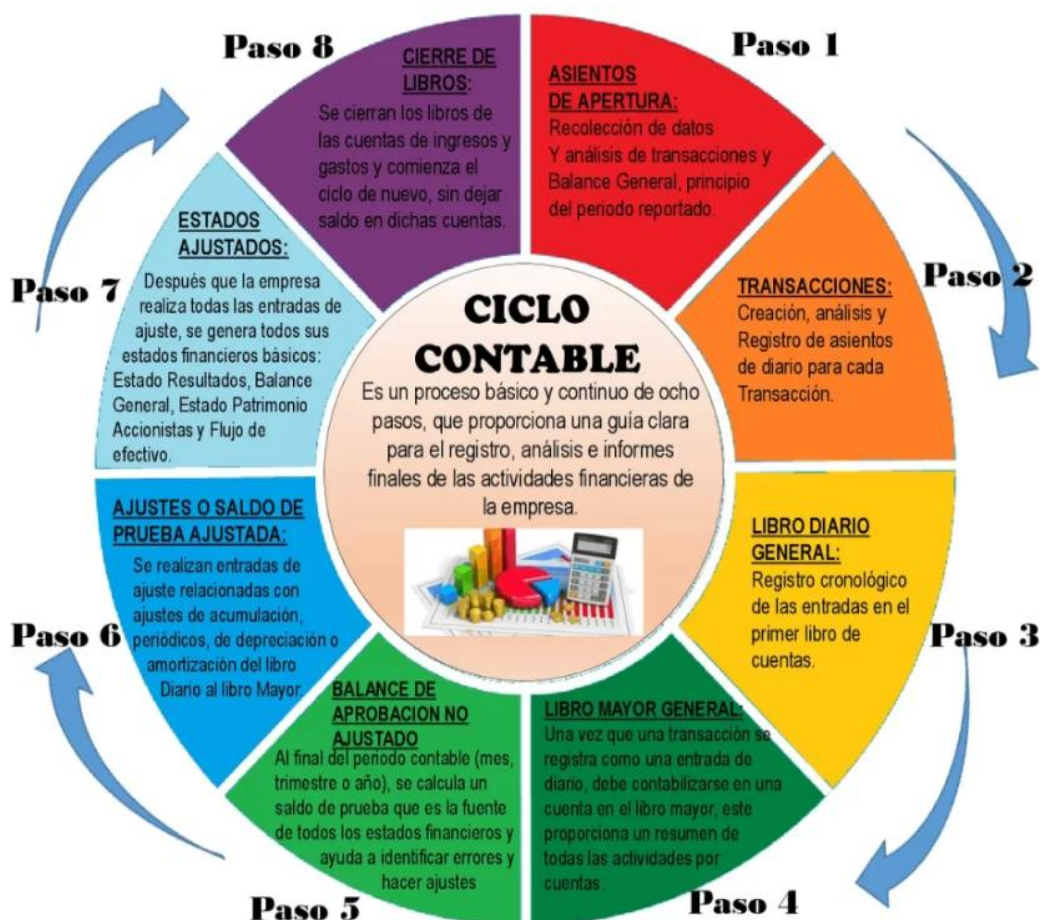 CICLO
CONTABLE
Es un proceso básico y continuo de ocho
pasos, que proporciona una guía clara
para el registro, análisis e informes
finales de las actividades financieras de
la empresa.
Paso 1
ASIENTOS
DE APERTURA:
Recolección de datos
Y análisis de transacciones y
Balance General, principio
del periodo reportado.
Paso 2
TRANSACCIONES:
Creación, análisis y
Registro de asientos
de diario para cada
Transacción.
Paso 3
LIBRO DIARIO
GENERAL:
Registro cronológico
de las entradas en el
primer libro de
cuentas.
Paso 4
LIBRO MAYOR GENERAL:
Una vez que una transacción se
registra como una entrada de
diario, debe contabilizarse en una
cuenta en el libro mayor, este
proporciona un resumen de
todas las actividades por
cuentas.
Paso 5
BALANCE DE
APROBACION NO
AJUSTADO
Al final del periodo contable (mes,
trimestre o año), se calcula un
saldo de prueba que es la fuente
de todos los estados financieros y
ayuda a identificar errores y
hacer ajustes
Paso 6
AJUSTES O SALDO DE
PRUEBA AJUSTADA:
Se realizan entradas de
ajuste relacionadas con
ajustes de acumulación,
periódicos, de depreciación o
amortización del libro
Diario al libro Mayor.
Paso 7
ESTADOS
AJUSTADOS:
Después que la empresa
realiza todas las entradas de
ajuste, se genera todos sus
estados financieros básicos:
Estado Resultados, Balance
General, Estado Patrimonio
Accionistas y Flujo de
efectivo.
Paso 8
CIERRE DE
LIBROS:
Se cierran los libros de
las cuentas de ingresos y
gastos y comienza el
ciclo de nuevo, sin dejar
saldo en dichas cuentas.